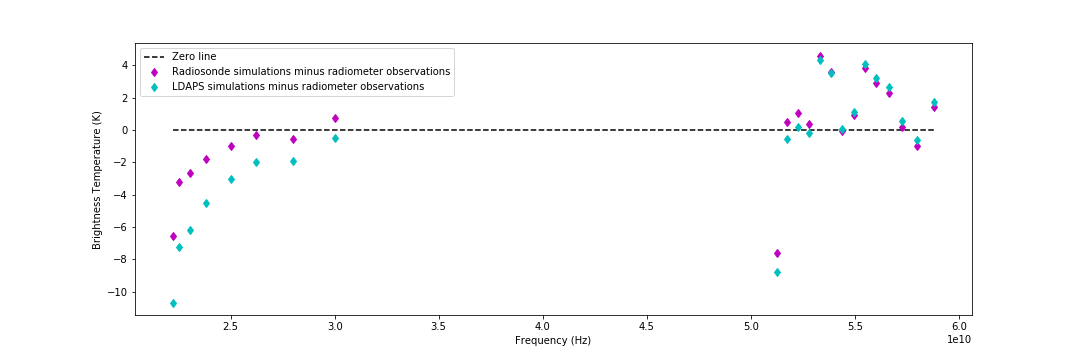 Zero line
Radiosonde simulations minus radiometer observations
LDAPS simulations minus radiometer observations
Brightness Temperature (K)
4
2
0
−2
−4
−6
−8
−10
2.5 3.0 3.5 4.0 4.5 5.0 5.5 6.0
1e10
Frequency (Hz)